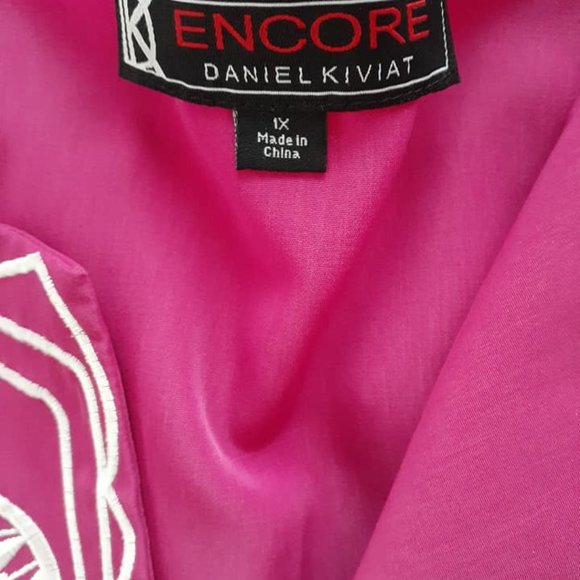 ENCORE
DANIEL KIVIAT
1X
Made in
China